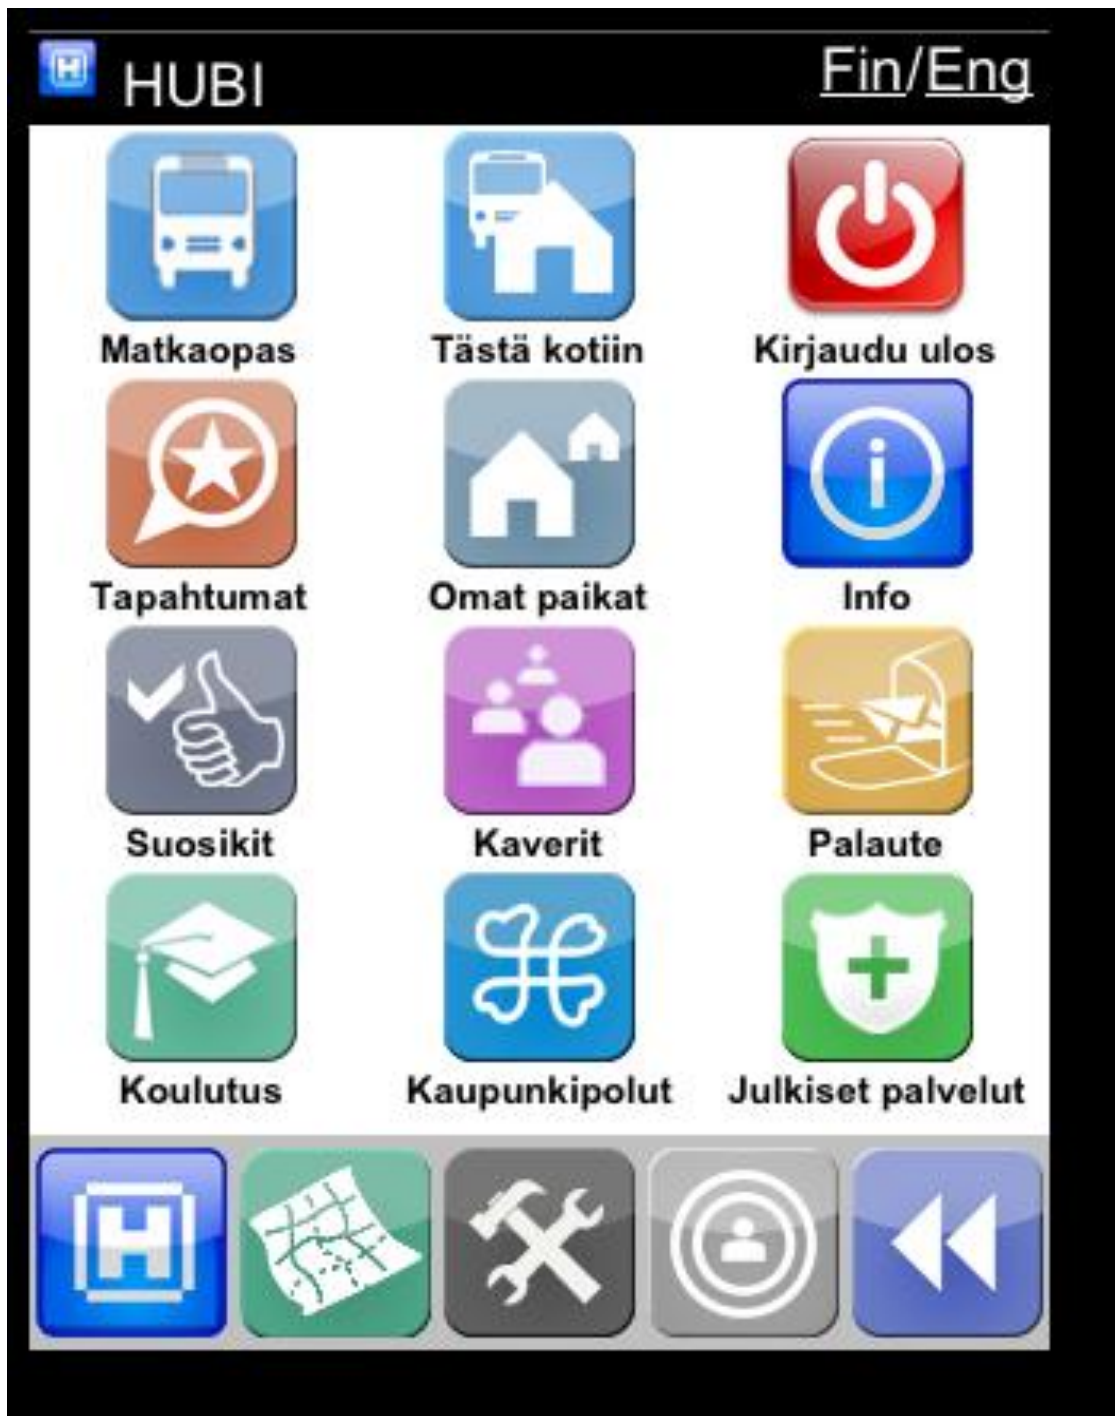 HUBI Fin/Eng
Matkaopas Tästä kotiin Kirjaudu ulos
Tapahtumat Omat paikat Info
Suosikit Kaverit Palaute
Koulutus Kaupunkipolut Julkiset palvelut
H